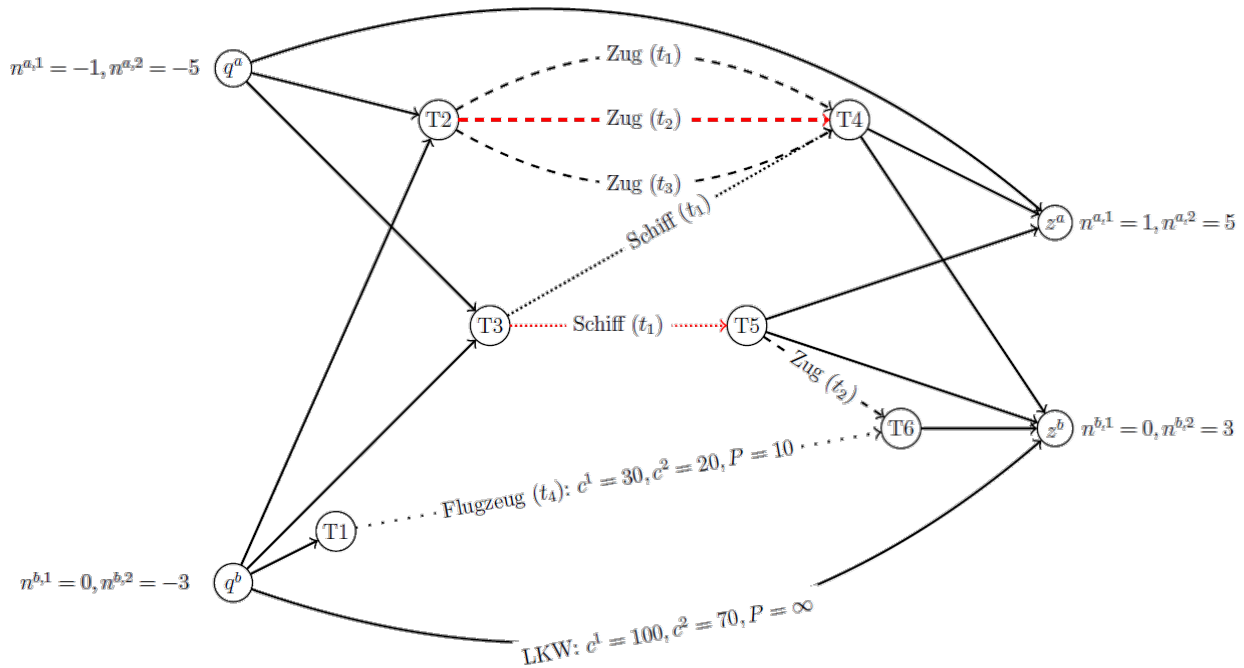 n^{a,1} = −1, n^{a,2} = −5
q^a
Zug (t_1)
T2
Zug (t_2)
T4
Zug (t_3)
Schiff (t_1)
z^a
n^{a,1} = 1, n^{a,2} = 5
T3
Schiff (t_1)
T5
Zug (t_2)
T6
z^b
n^{b,1} = 0, n^{b,2} = 3
Flugzeug (t_4): c^1 = 30, c^2 = 20, P = 10
T1
n^{b,1} = 0, n^{b,2} = −3
q^b
LKW: c^1 = 100, c^2 = 70, P = ∞